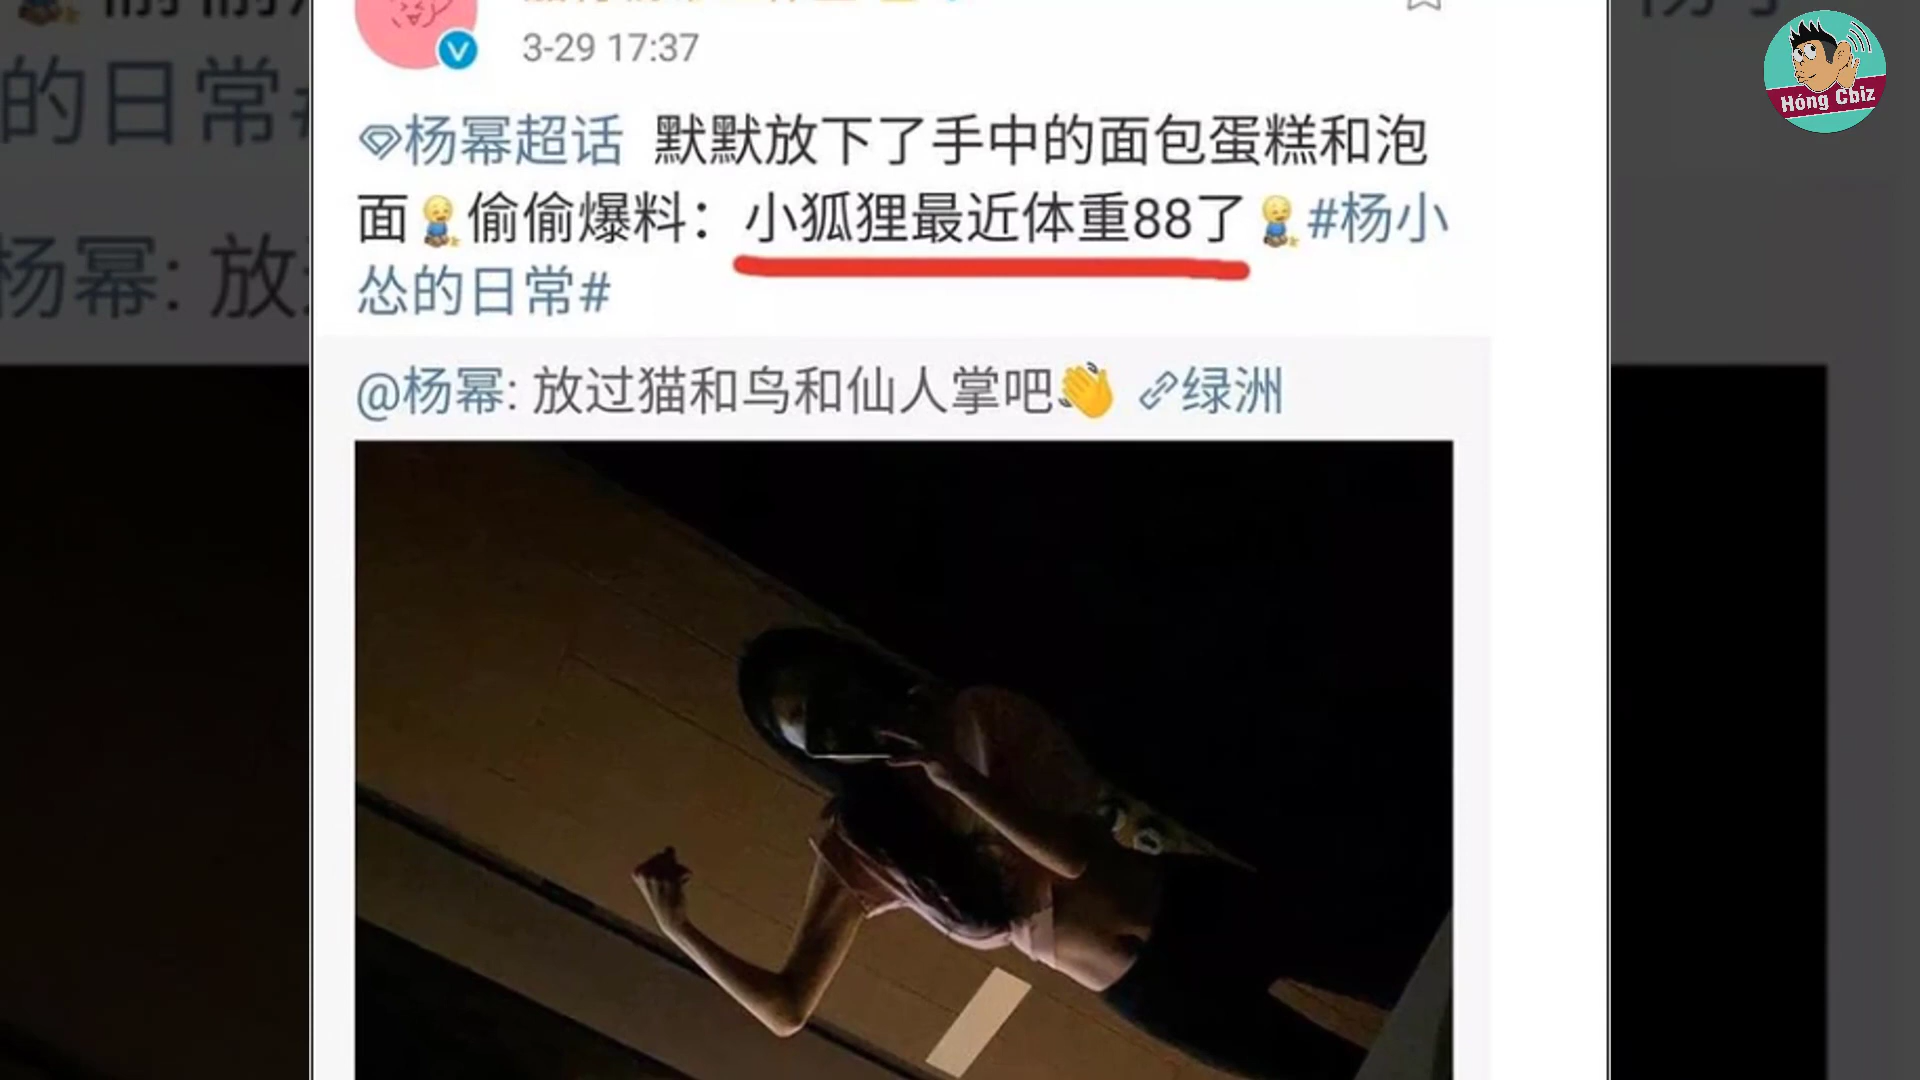 3-29 17:37
杨幂超话 默默放下了手中的面包蛋糕和泡
面偷偷爆料：小狐狸最近体重88了#杨小
怂的日常#
@杨幂: 放过猫和鸟和仙人掌吧 绿洲
Hóng Cbiz
的日常#
杨幂: 放